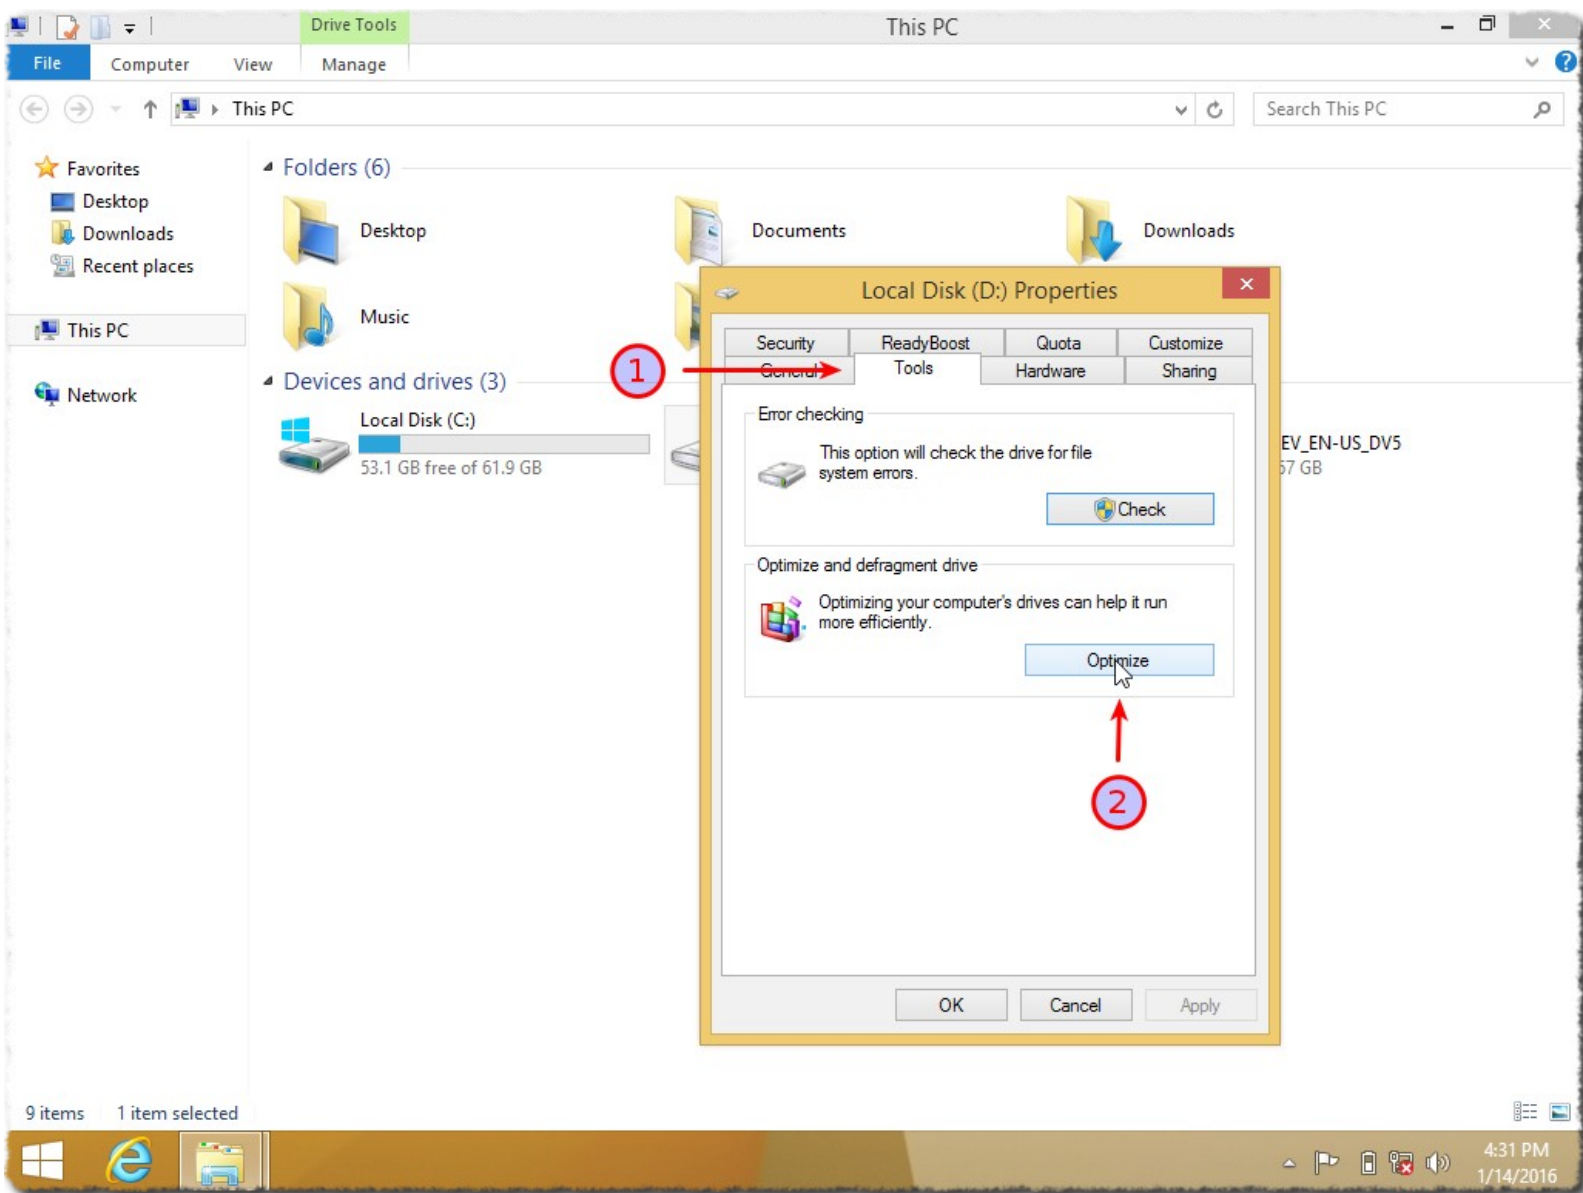 Drive Tools
This PC
File
Computer
View
Manage
This PC
Search This PC
Favorites
Desktop
Downloads
Recent places
This PC
Network
Folders (6)
Desktop
Documents
Downloads
Music
Devices and drives (3)
Local Disk (C:)
53.1 GB free of 61.9 GB
EV_EN-US_DV5
57 GB
Local Disk (D:) Properties
Security
ReadyBoost
Quota
Customize
General
Tools
Hardware
Sharing
1
Error checking
This option will check the drive for file
system errors.
Check
Optimize and defragment drive
Optimizing your computer's drives can help it run
more efficiently.
Optimize
2
OK
Cancel
Apply
9 items
1 item selected
4:31 PM
1/14/2016